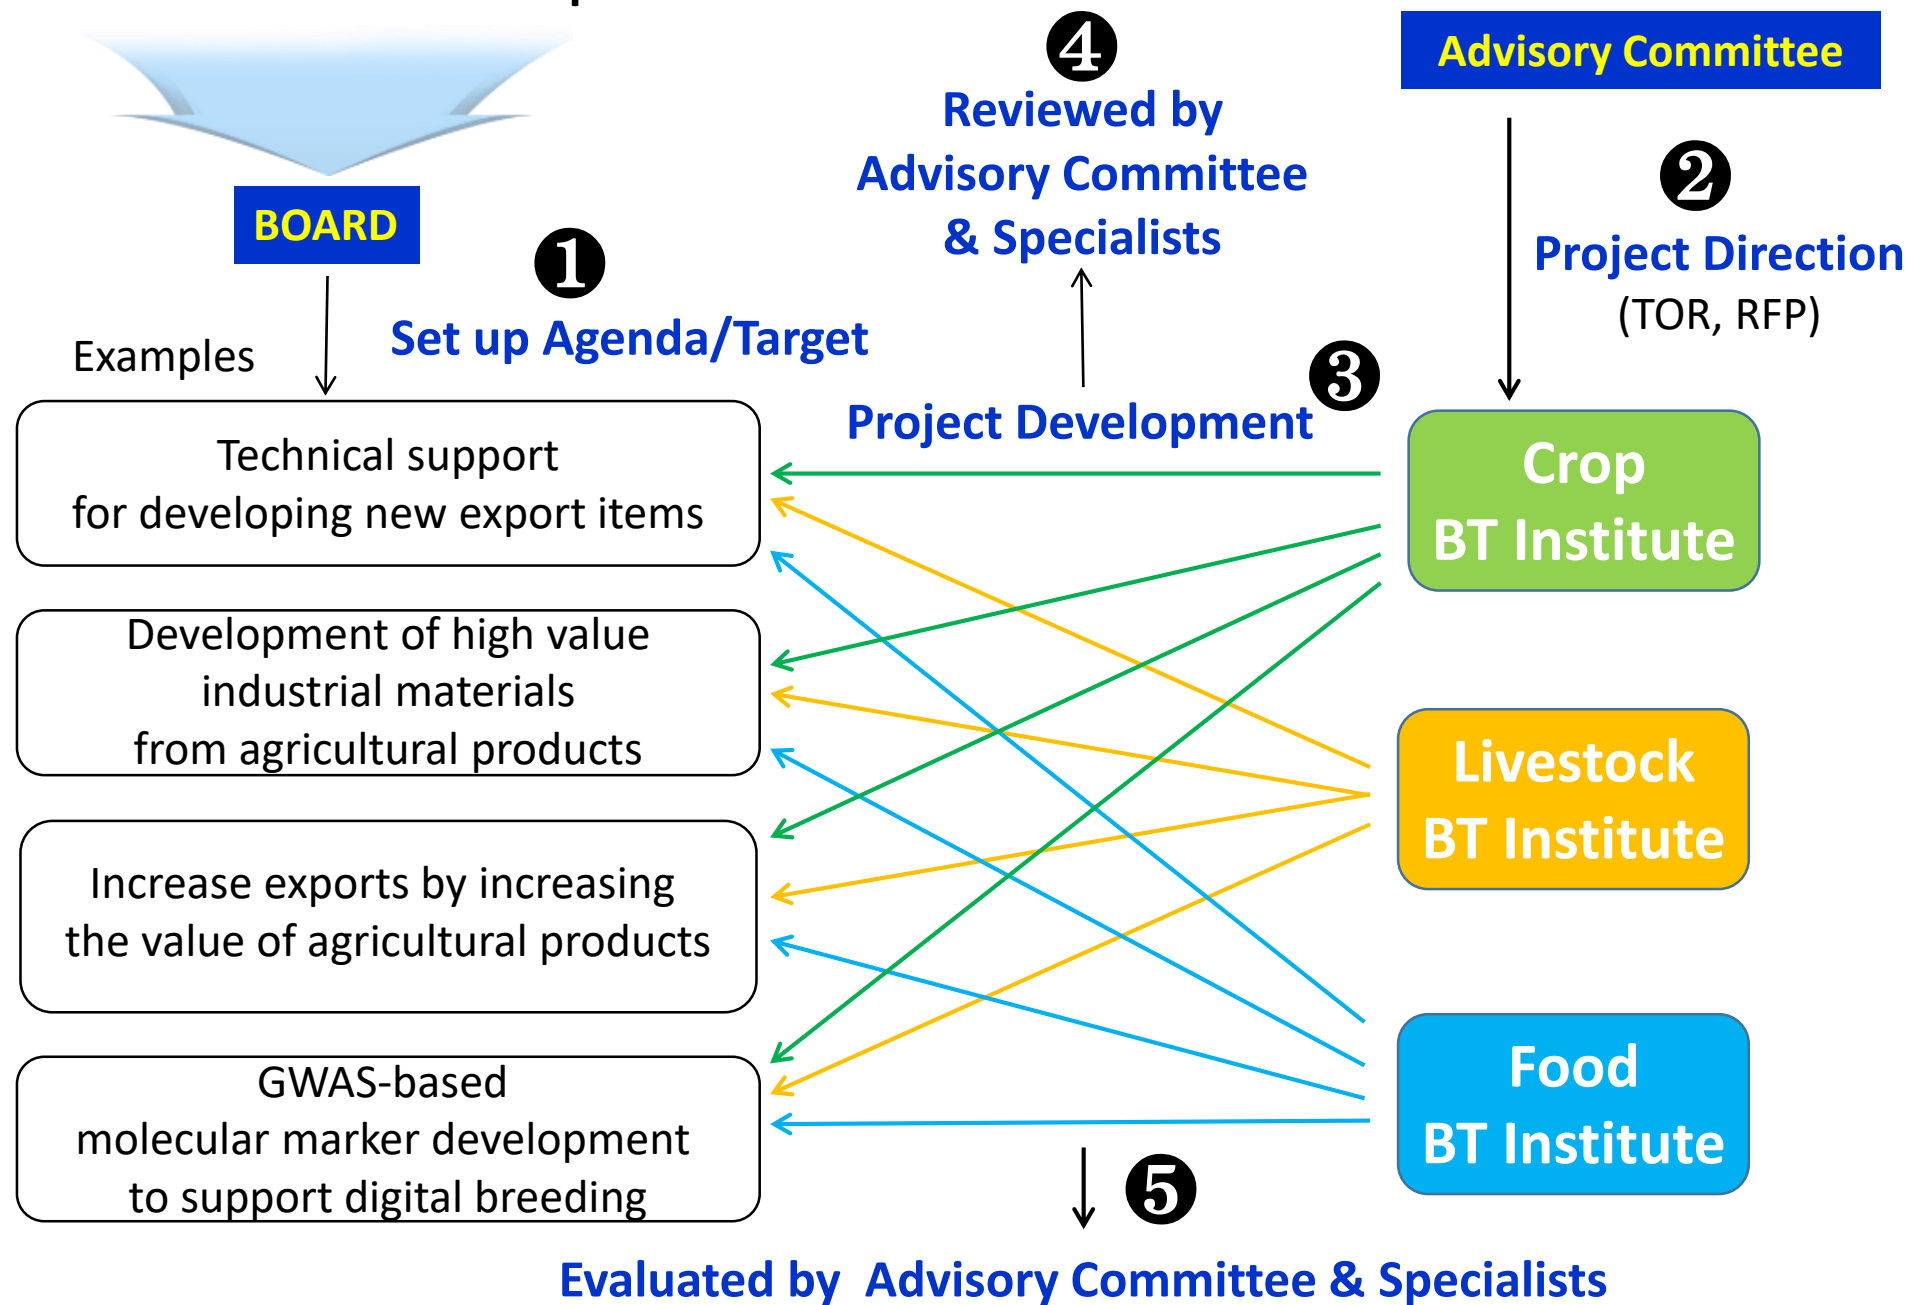 BOARD
❶
Set up Agenda/Target
Examples
❹
Reviewed by
Advisory Committee
& Specialists
Advisory Committee
❷
Project Direction
(TOR, RFP)
❸
Project Development
Technical support
for developing new export items
Development of high value
industrial materials
from agricultural products
Increase exports by increasing
the value of agricultural products
GWAS-based
molecular marker development
to support digital breeding
Crop
BT Institute
Livestock
BT Institute
Food
BT Institute
❺
Evaluated by  Advisory Committee & Specialists